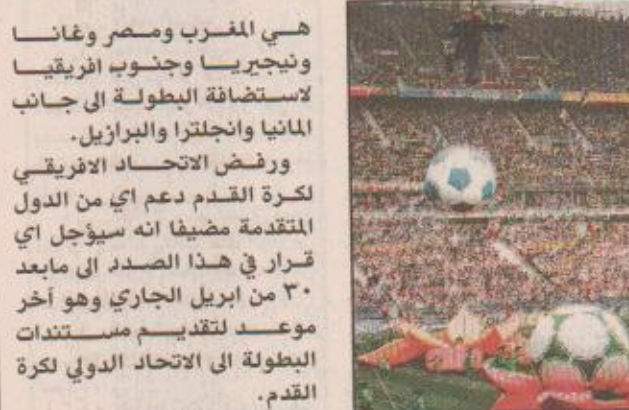 هي المغرب ومصر وغانا
ونيجيريا وجنوب افريقيا
لاستضافة البطولة الى جانب
المانيا وانجلترا والبرازيل.
ورفض الاتحاد الافريقي
لكرة القدم دعم اي من الدول
المتقدمة مضيفا انه سيؤجل اي
قرار في هذا الصدد الى مابعد
٣٠ من ابريل الجاري وهو آخر
موعد لتقديم مستندات
البطولة الى الاتحاد الدولي لكرة
القدم.